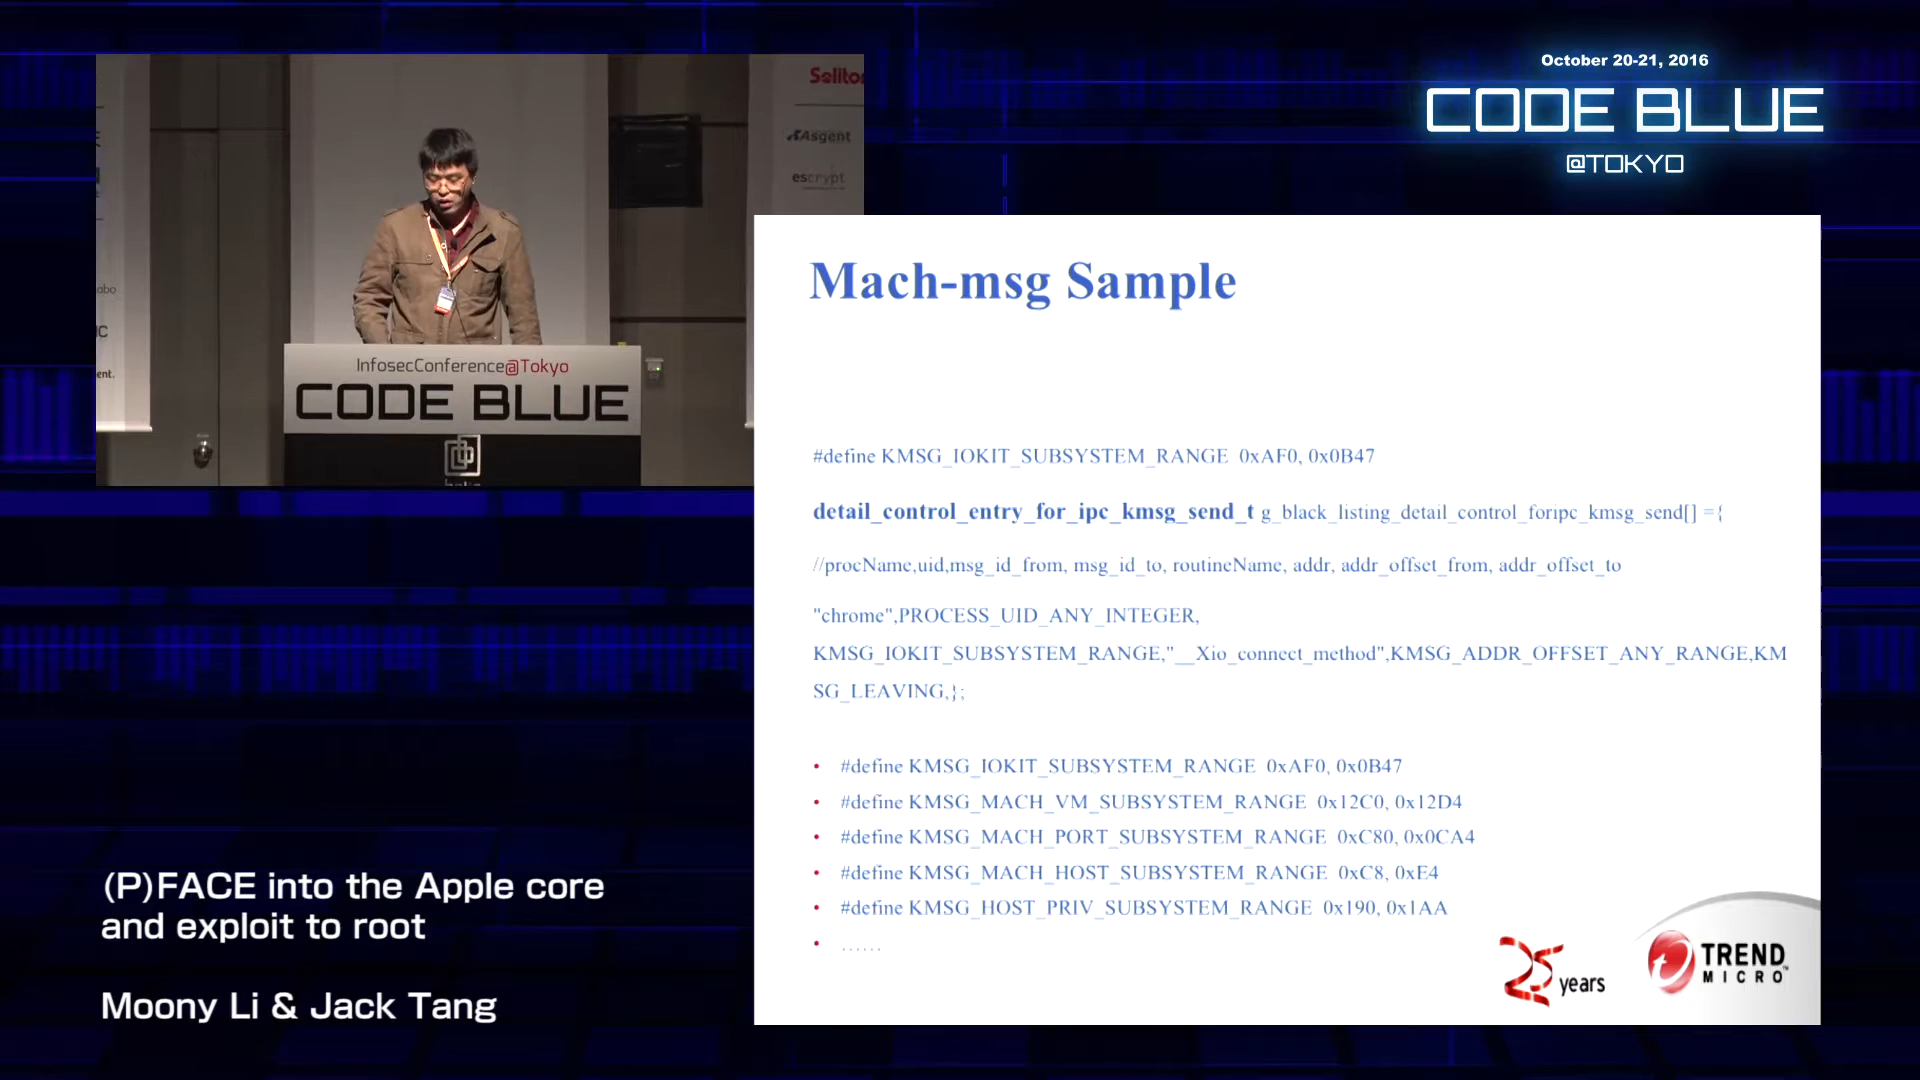 October 20-21, 2016
CODE BLUE
@TOKYO
Asgent
escrypt
abo
ent.
InfosecConference@Tokyo
CODE BLUE
Mach-msg Sample
#define KMSG_IOKIT_SUBSYSTEM_RANGE 0xAF0, 0x0B47
detail_control_entry_for_ipc_kmsg_send_t g_black_listing_detail_control_foripc_kmsg_send[] ={
//procName,uid,msg_id_from, msg_id_to, routineName, addr, addr_offset_from, addr_offset_to
"chrome",PROCESS_UID_ANY_INTEGER,
KMSG_IOKIT_SUBSYSTEM_RANGE,"__Xio_connect_method",KMSG_ADDR_OFFSET_ANY_RANGE,KM
SG_LEAVING,};
• #define KMSG_IOKIT_SUBSYSTEM_RANGE 0xAF0, 0x0B47
• #define KMSG_MACH_VM_SUBSYSTEM_RANGE 0x12C0, 0x12D4
• #define KMSG_MACH_PORT_SUBSYSTEM_RANGE 0xC80, 0x0CA4
• #define KMSG_MACH_HOST_SUBSYSTEM_RANGE 0xC8, 0xE4
• #define KMSG_HOST_PRIV_SUBSYSTEM_RANGE 0x190, 0x1AA
• ......
25 years
TREND
MICRO
(P)FACE into the Apple core
and exploit to root
Moony Li & Jack Tang